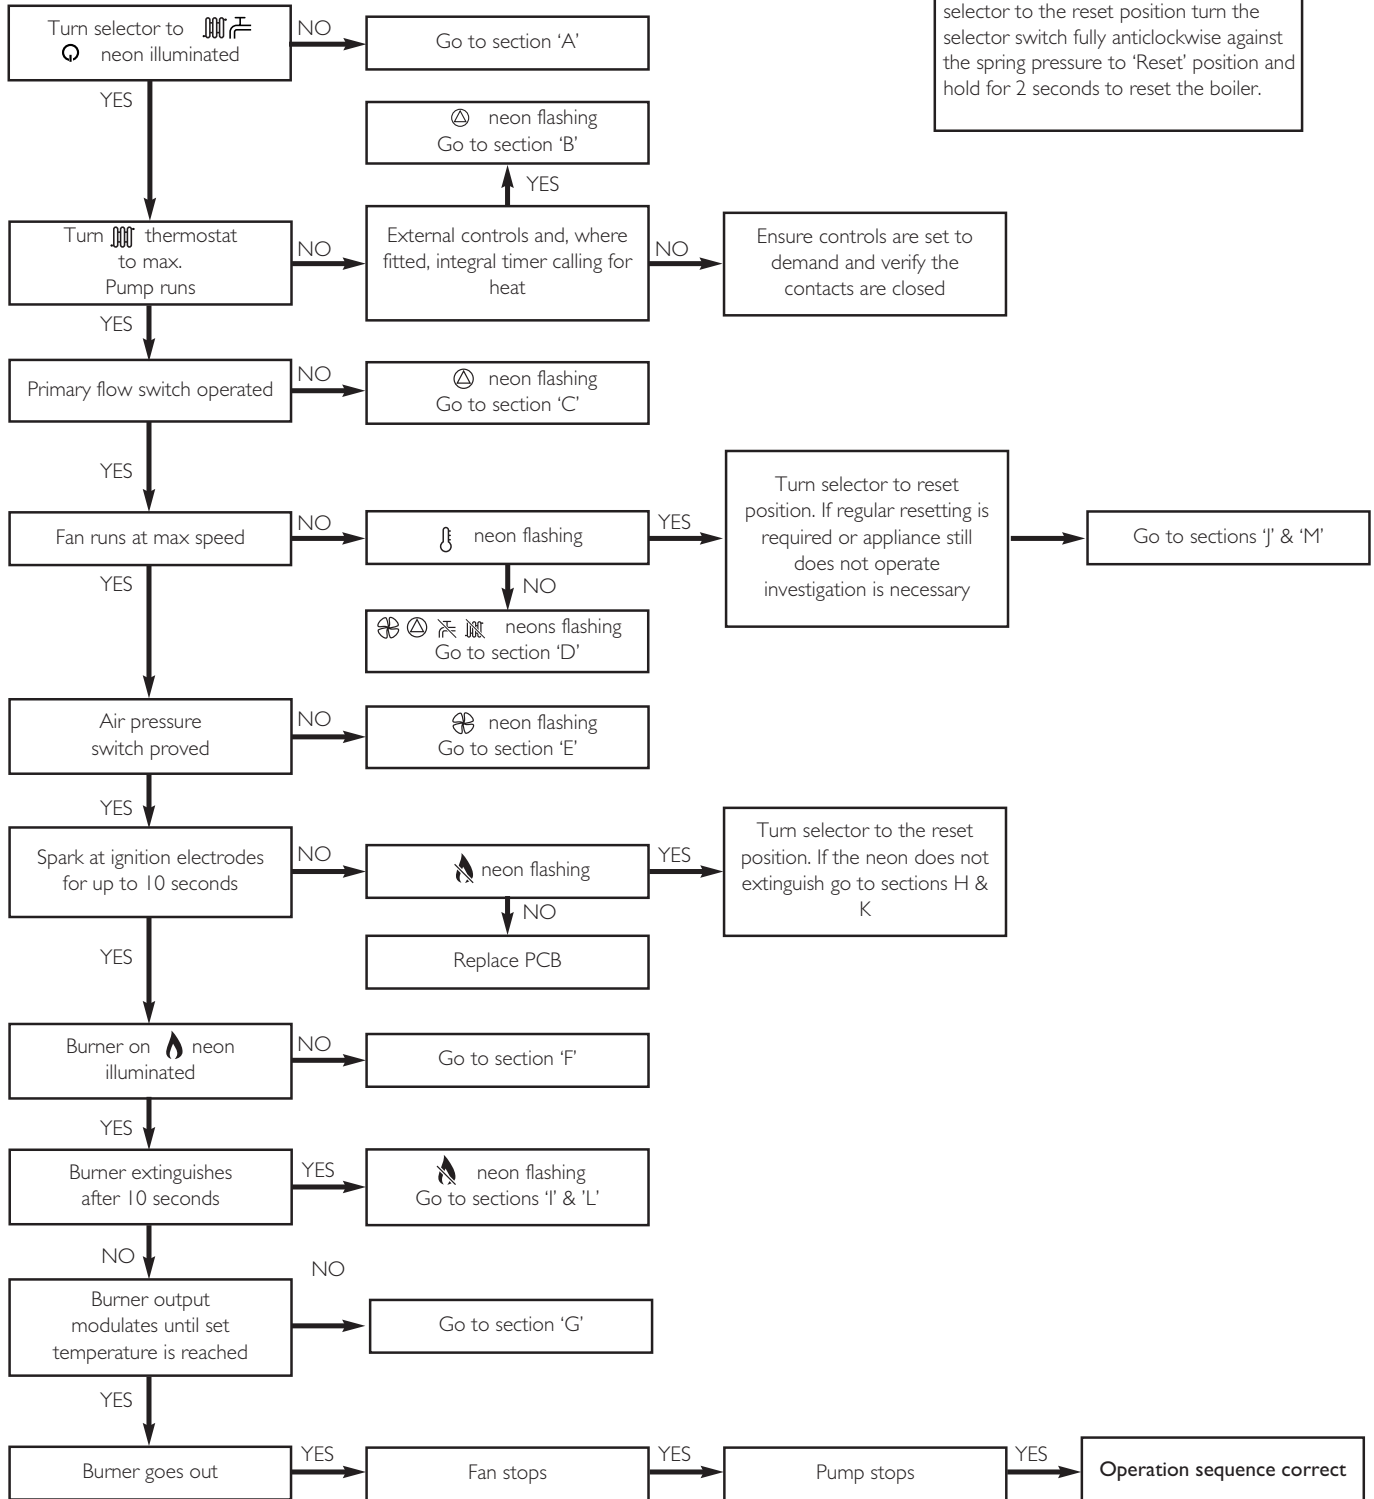 selector to the reset position turn the
selector switch fully anticlockwise against
the spring pressure to ‘Reset’ position and
hold for 2 seconds to reset the boiler.
Turn selector to
neon illuminated
NO
Go to section ‘A’
YES
neon flashing
Go to section ‘B’
YES
Turn thermostat
to max.
Pump runs
NO
External controls and, where
fitted, integral timer calling for
heat
NO
Ensure controls are set to
demand and verify the
contacts are closed
YES
Primary flow switch operated
NO
neon flashing
Go to section ‘C’
YES
Fan runs at max speed
NO
neon flashing
YES
Turn selector to reset
position. If regular resetting is
required or appliance still
does not operate
investigation is necessary
Go to sections ‘J’ & ‘M’
YES
NO
neons flashing
Go to section ‘D’
Air pressure
switch proved
NO
neon flashing
Go to section ‘E’
YES
Spark at ignition electrodes
for up to 10 seconds
NO
neon flashing
YES
Turn selector to the reset
position. If the neon does not
extinguish go to sections H &
K
NO
Replace PCB
YES
Burner on neon
illuminated
NO
Go to section ‘F’
YES
Burner extinguishes
after 10 seconds
YES
neon flashing
Go to sections ‘I’ & ’L’
NO
NO
Burner output
modulates until set
temperature is reached
Go to section ‘G’
YES
Burner goes out
YES
Fan stops
YES
Pump stops
YES
Operation sequence correct